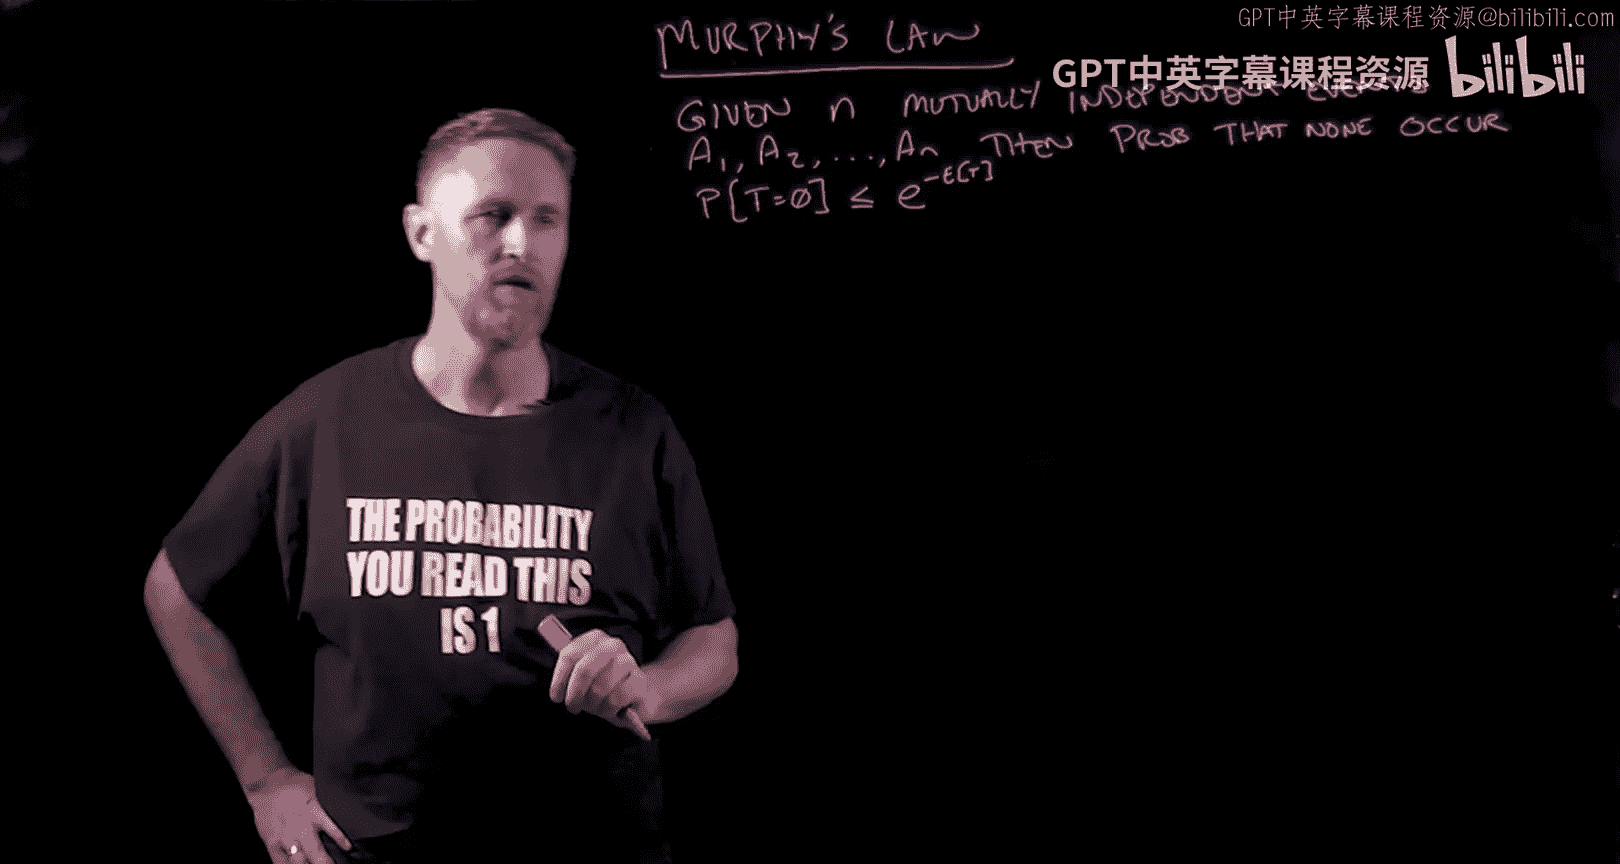 GPT中英字幕课程资源@bilibili.com
MURPHY'S LAW
GPT中英字幕课程资源 bilibili
GIVEN n MUTUALLY INDEPENDENT EVENTS
A₁, A₂, ..., Aₙ THEN PROB THAT NONE OCCUR
P[T=∅] ≤ e^{-E[T]}
THE PROBABILITY
YOU READ THIS
IS 1